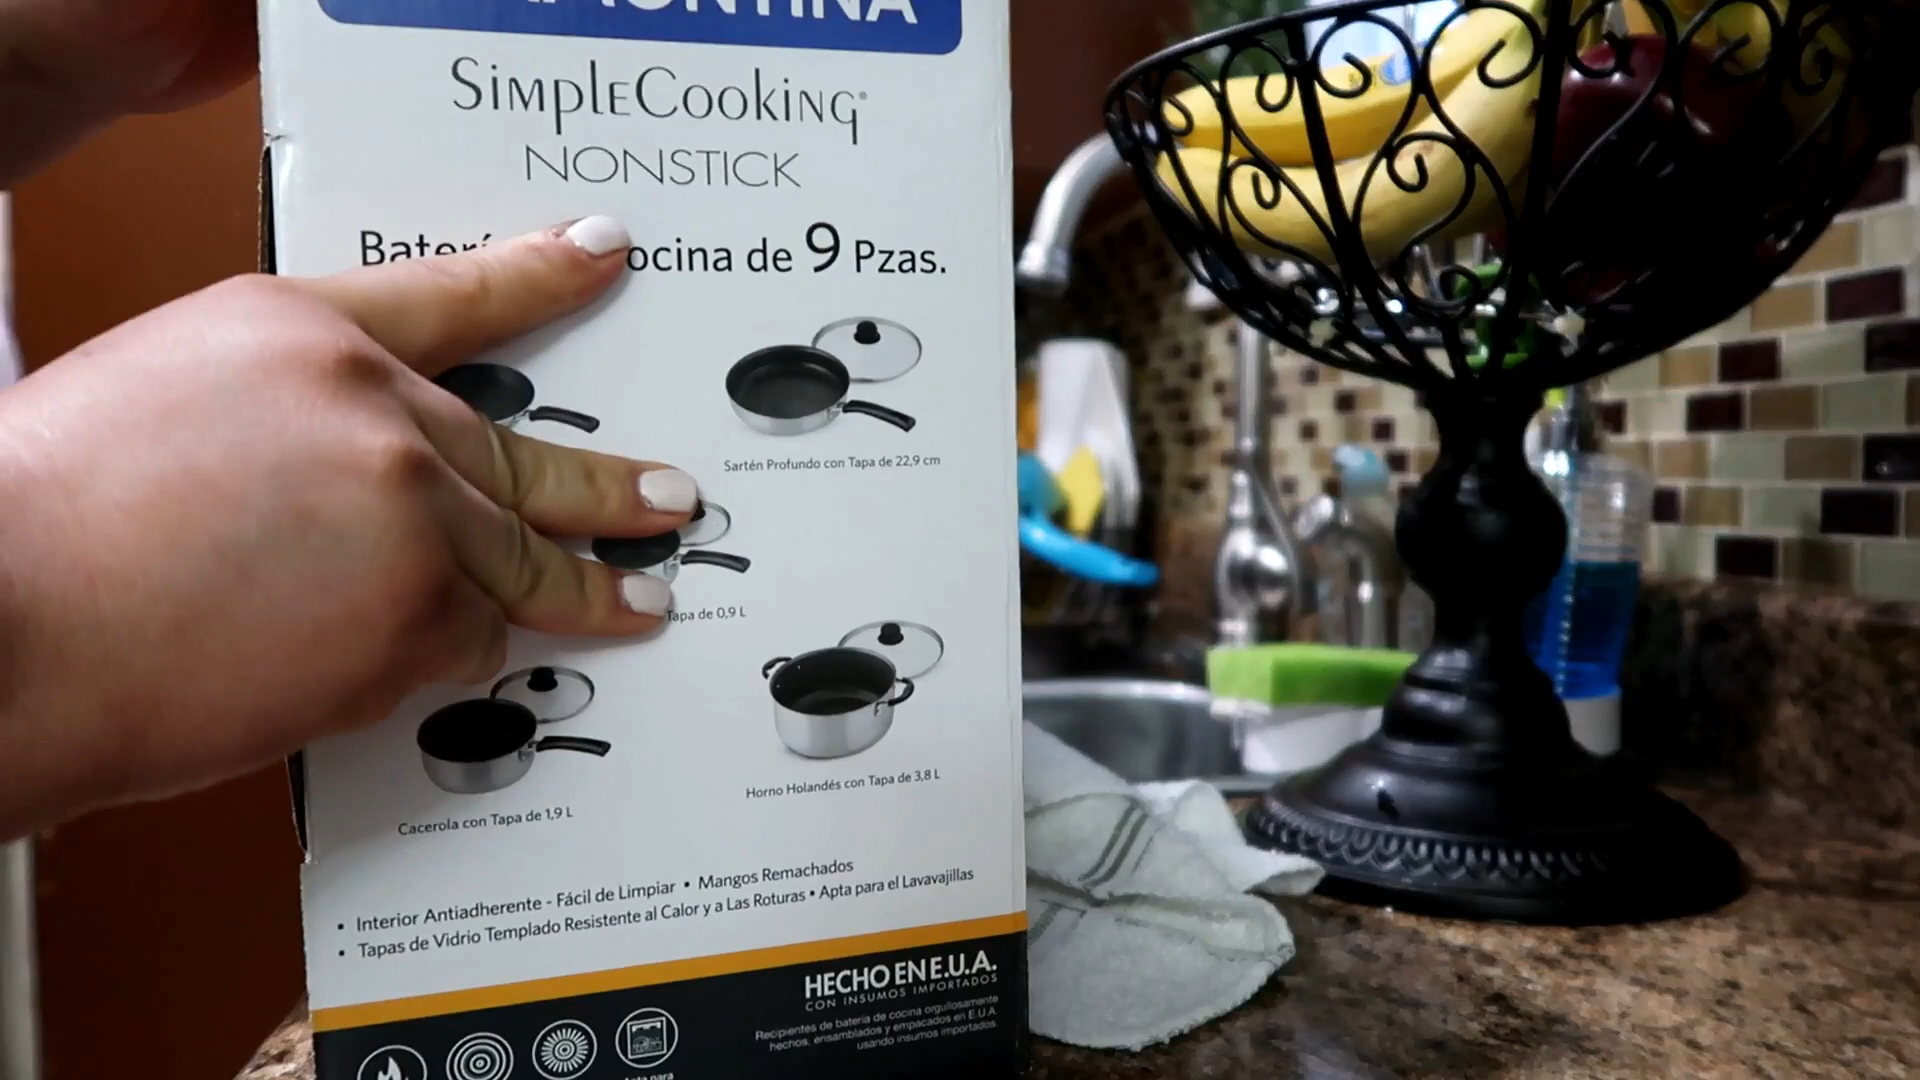 SimplECooking®
NONSTICK
ocina de 9 Pzas.
Sartén Profundo con Tapa de 22,9 cm
Tapa de 0,9 L
Cacerola con Tapa de 1,9 L
Horno Holandés con Tapa de 3,8 L
• Interior Antiadherente - Fácil de Limpiar • Mangos Remachados
• Tapas de Vidrio Templado Resistente al Calor y a Las Roturas • Apta para el Lavavajillas
HECHO EN E.U.A.
CON INSUMOS IMPORTADOS
Recipientes de batería de cocina orgullosamente
hechos, ensamblados y empacados en E.U.A.
usando insumos importados.